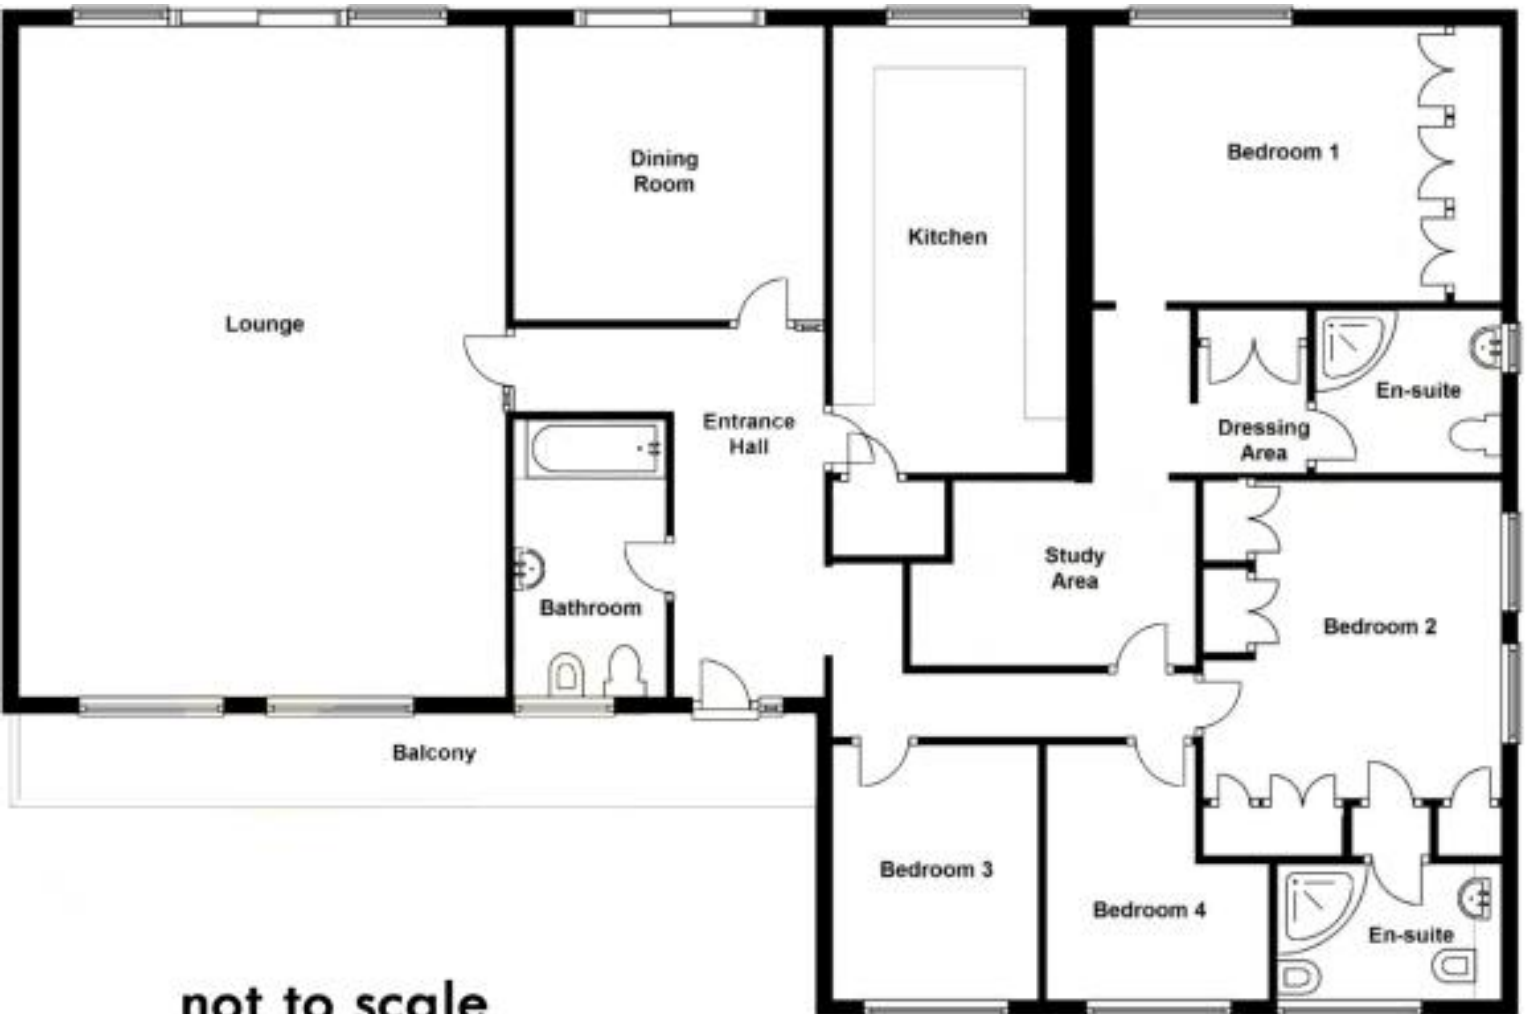 Dining
Room
Bedroom 1
Kitchen
Lounge
En-suite
Entrance
Hall
Dressing
Area
Study
Area
Bathroom
Bedroom 2
Balcony
Bedroom 3
Bedroom 4
En-suite
not to scale